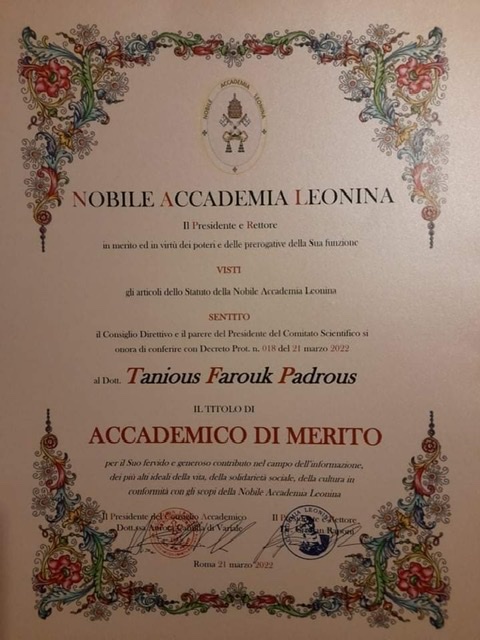 NOBILE ACCADEMIA LEONINA
NOBILE ACCADEMIA LEONINA
Il Presidente e Rettore
in merito ed in virtù dei poteri e delle prerogative della Sua funzione
VISTI
gli articoli dello Statuto della Nobile Accademia Leonina
SENTITO
il Consiglio Direttivo e il parere del Presidente del Comitato Scientifico si
onora di conferire con Decreto Prot. n. 018 del 21 marzo 2022
al Dott. Tanious Farouk Padrous
IL TITOLO DI
ACCADEMICO DI MERITO
per il Suo fervido e generoso contributo nel campo dell'informazione,
dei più alti ideali della vita, della solidarietà sociale, della cultura in
conformità con gli scopi della Nobile Accademia Leonina
Il Presidente del Consiglio Accademico Il Presidente e Rettore
Dott.ssa
Roma 21 marzo 2022